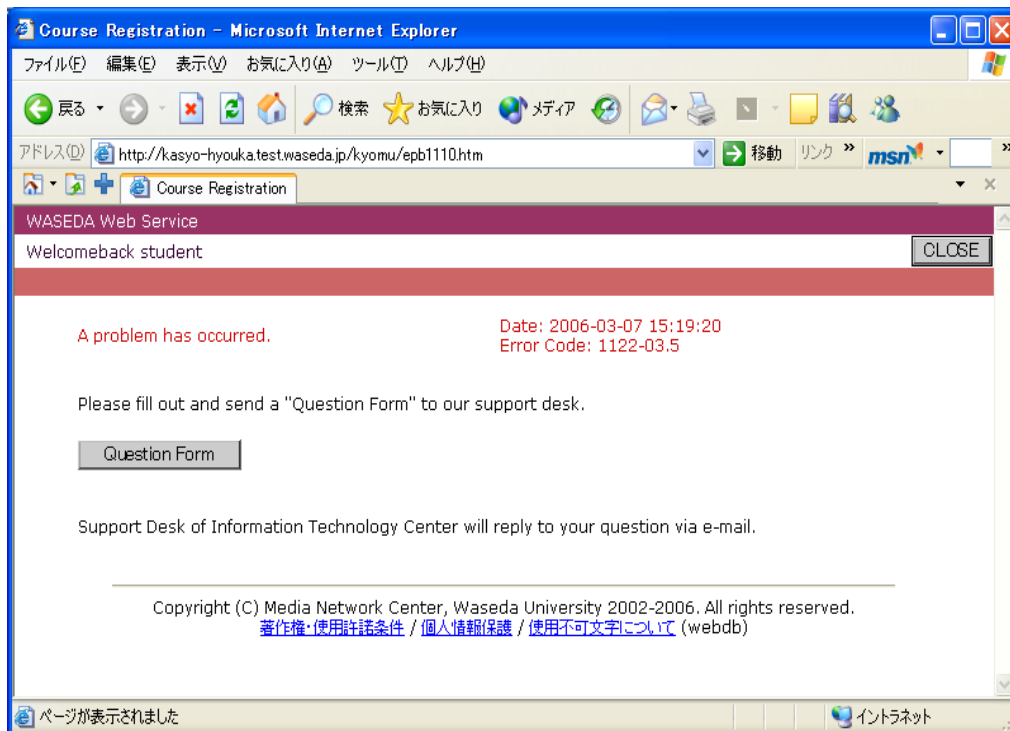 Course Registration - Microsoft Internet Explorer
ファイル(F) 編集(E) 表示(V) お気に入り(A) ツール(T) ヘルプ(H)
戻る 検索 お気に入り メディア
アドレス(D) http://kasyo-hyouka.test.waseda.jp/kyomu/epb1110.htm 移動 リンク » msn »
Course Registration
WASEDA Web Service
Welcomeback student CLOSE
A problem has occurred.
Date: 2006-03-07 15:19:20
Error Code: 1122-03.5
Please fill out and send a "Question Form" to our support desk.
Question Form
Support Desk of Information Technology Center will reply to your question via e-mail.
Copyright (C) Media Network Center, Waseda University 2002-2006. All rights reserved.
著作権・使用許諾条件 / 個人情報保護 / 使用不可文字について (webdb)
ページが表示されました イントラネット